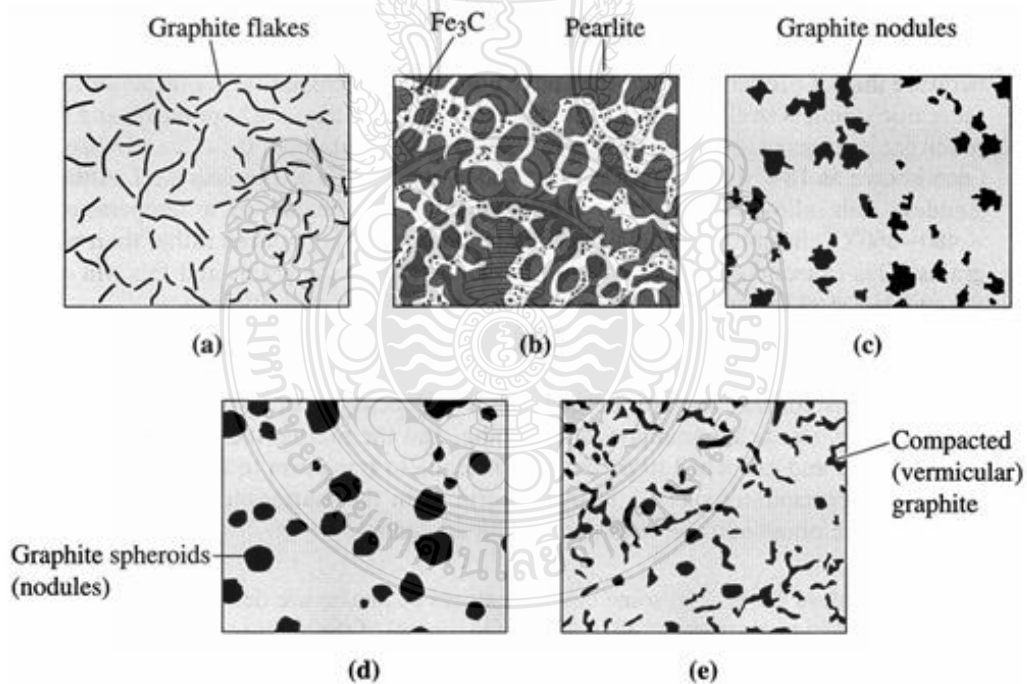 Graphite flakes
Fe₃C
Pearlite
Graphite nodules
(a)
(b)
(c)
Graphite spheroids
(nodules)
Compacted
(vermicular)
graphite
(d)
(e)